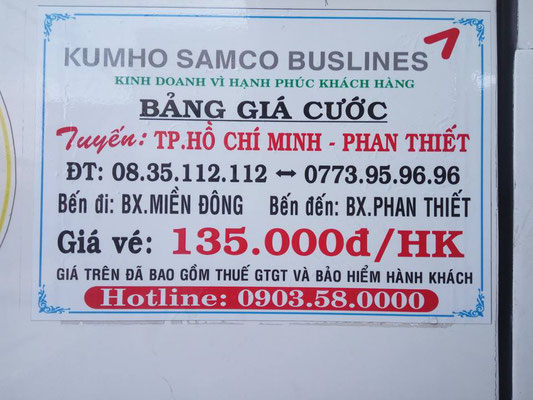 KUMHO SAMCO BUSLINES
KINH DOANH VÌ HẠNH PHÚC KHÁCH HÀNG
BẢNG GIÁ CƯỚC
Tuyến: TP.HỒ CHÍ MINH - PHAN THIẾT
ĐT: 08.35.112.112 ↔ 0773.95.96.96
Bến đi: BX.MIỀN ĐÔNG Bến đến: BX.PHAN THIẾT
Giá vé: 135.000đ/HK
GIÁ TRÊN ĐÃ BAO GỒM THUẾ GTGT VÀ BẢO HIỂM HÀNH KHÁCH
Hotline: 0903.58.0000